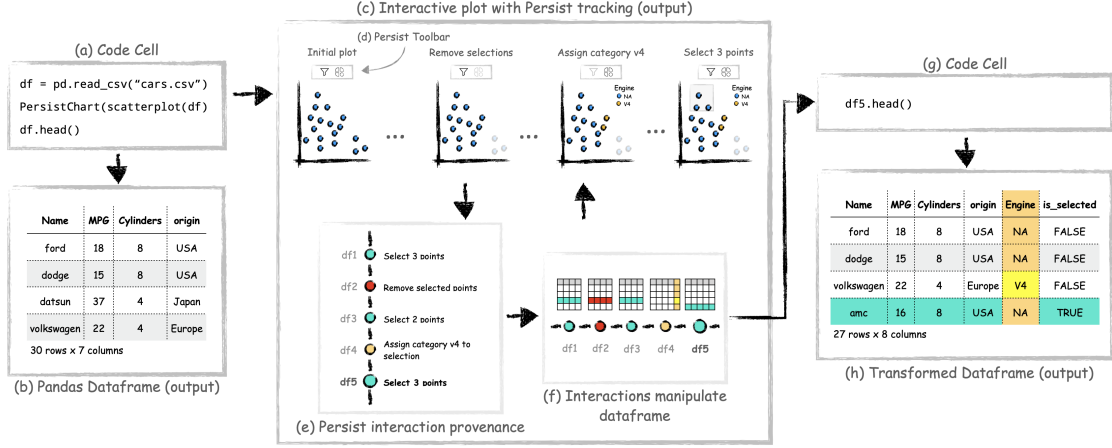 (c) Interactive plot with Persist tracking (output)
(a) Code Cell
df = pd.read_csv("cars.csv")
PersistChart(scatterplot(df)
df.head()
Name MPG Cylinders origin
ford 18 8 USA
dodge 15 8 USA
datsun 37 4 Japan
volkswagen 22 4 Europe
30 rows x 7 columns
(b) Pandas Dataframe (output)
(d) Persist Toolbar
Initial plot
Remove selections
Assign category v4
Select 3 points
Engine
NA
V4
Engine
NA
V4
...
...
...
df1 Select 3 points
df2 Remove selected points
df3 Select 2 points
df4 Assign category v4 to
selection
df5 Select 3 points
(e) Persist interaction provenance
df1 df2 df3 df4 df5
(f) Interactions manipulate
dataframe
(g) Code Cell
df5.head()
Name MPG Cylinders origin Engine is_selected
ford 18 8 USA NA FALSE
dodge 15 8 USA NA FALSE
volkswagen 22 4 Europe V4 FALSE
amc 16 8 USA NA TRUE
27 rows x 8 columns
(h) Transformed Dataframe (output)